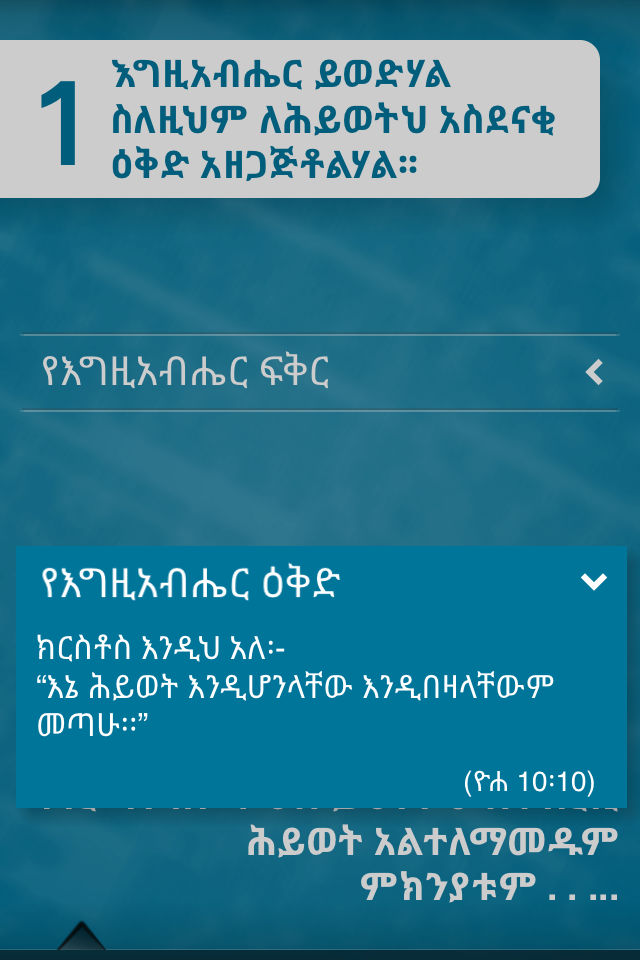 1
እግዚአብሔር ይወድሃል
ስለዚህም ለሕይወትህ አስደናቂ
ዕቅድ አዘጋጅቶልሃል።
የእግዚአብሔር ፍቅር
የእግዚአብሔር ዕቅድ
ክርስቶስ እንዲህ አለ፡-
“እኔ ሕይወት እንዲሆንላቸው እንዲበዛላቸውም
መጣሁ፡፡”
(ዮሐ 10፡10)
ሕይወት አልተለማመዱም
ምክንያቱም . . ...